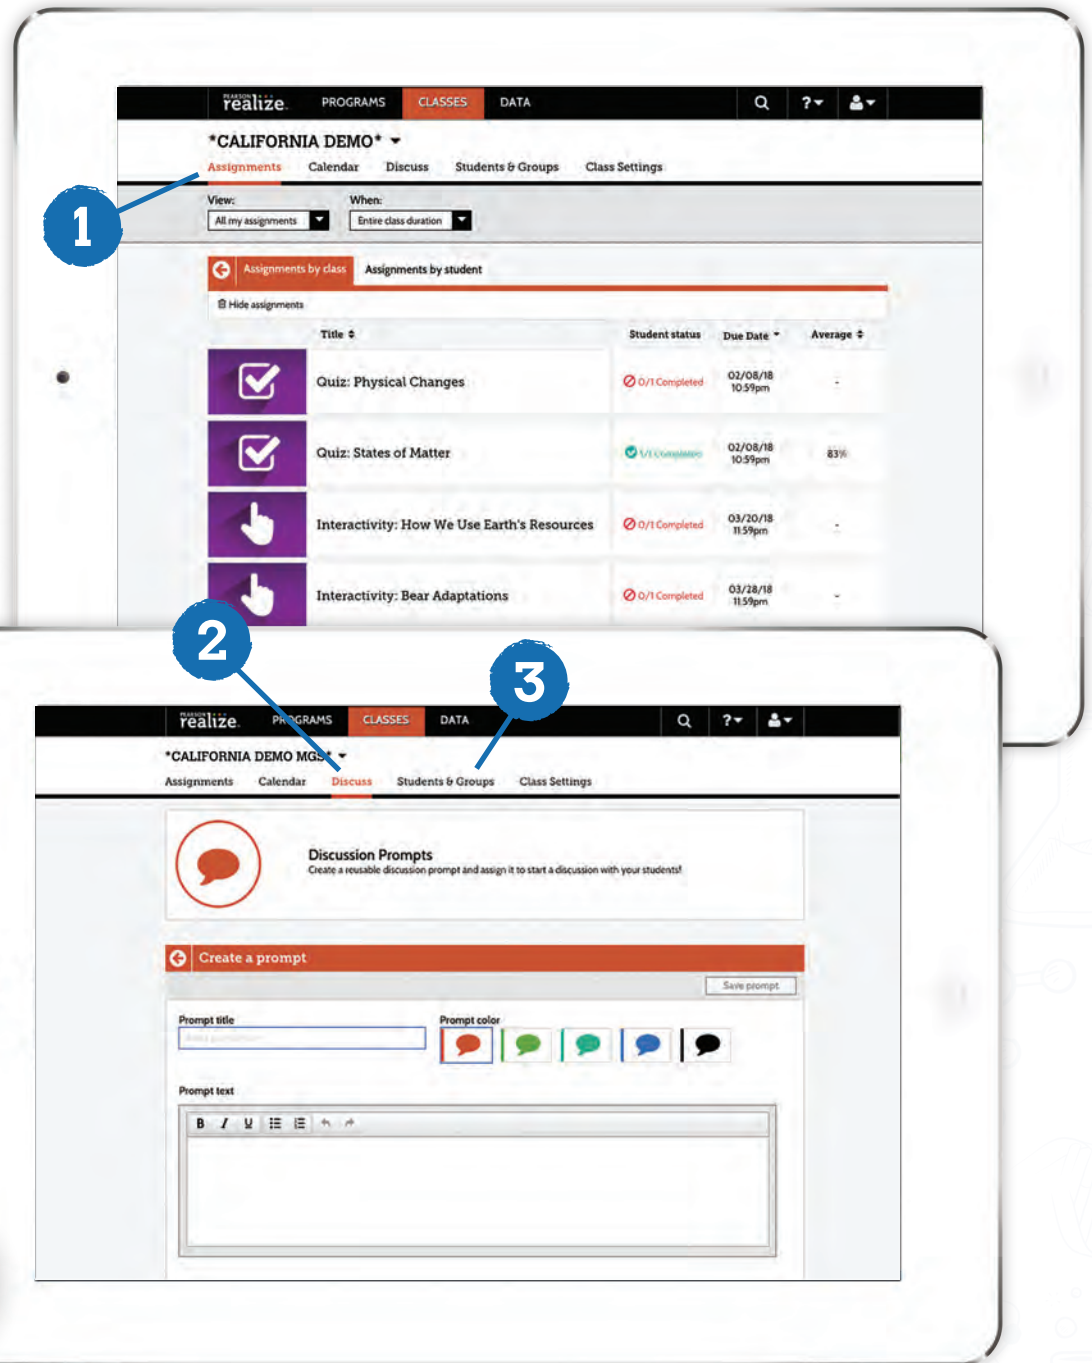 PEARSON
realize. PROGRAMS CLASSES DATA ?
*CALIFORNIA DEMO*
Assignments Calendar Discuss Students & Groups Class Settings
1
View: When:
All my assignments Entire class duration
Assignments by class Assignments by student
Hide assignments
Title Student status Due Date Average
Quiz: Physical Changes 0/1 Completed 02/08/18 -
10:59pm
Quiz: States of Matter 1/1 Completed 02/08/18 83%
10:59pm
Interactivity: How We Use Earth's Resources 0/1 Completed 03/20/18 -
11:59pm
Interactivity: Bear Adaptations 0/1 Completed 03/28/18 -
11:59pm
2
3
PEARSON
realize. PROGRAMS CLASSES DATA ?
*CALIFORNIA DEMO MGS*
Assignments Calendar Discuss Students & Groups Class Settings
Discussion Prompts
Create a reusable discussion prompt and assign it to start a discussion with your students!
Create a prompt
Save prompt
Prompt title Prompt color
Prompt text
B I U